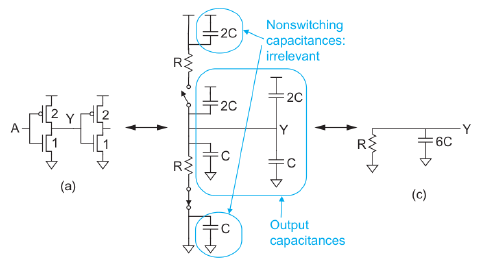 Nonswitching
capacitances:
irrelevant
2C
R
2C
2C
A
2
Y
2
1
1
Y
C
C
R
C
Output
capacitances
(a)
R
6C
Y
(c)